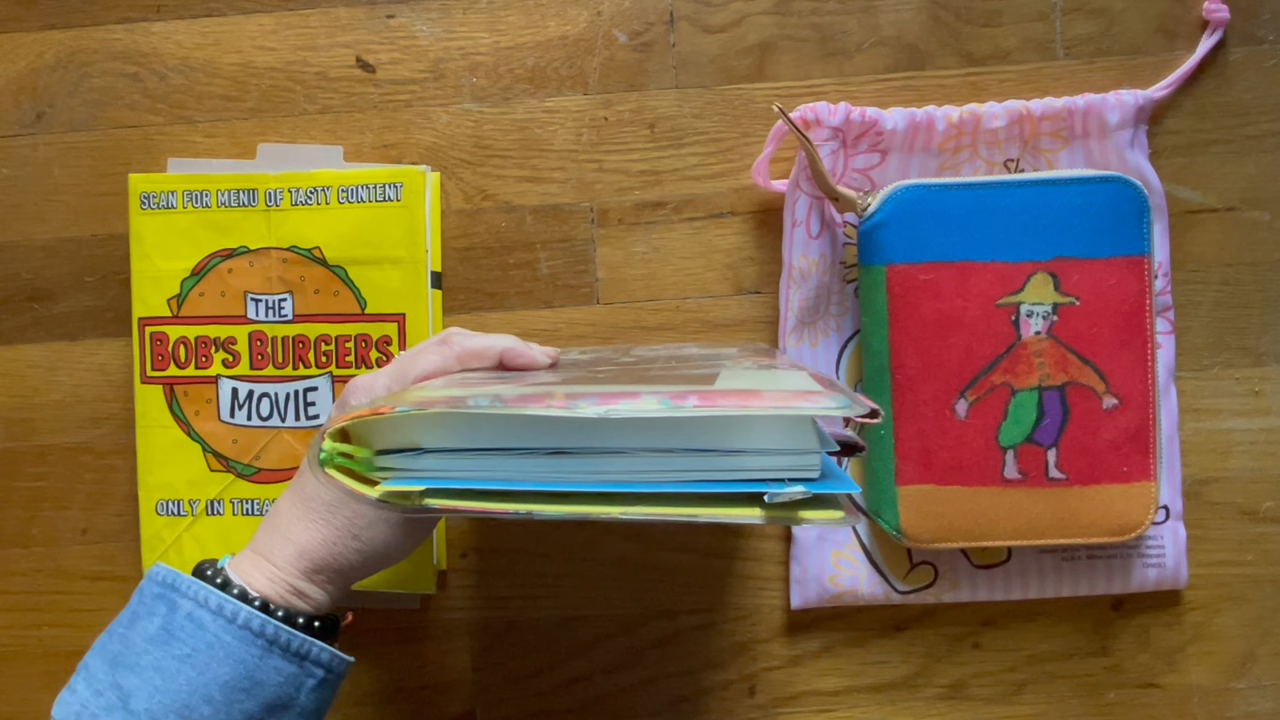 SCAN FOR MENU OF TASTY CONTENT
THE
BOB'S BURGERS
MOVIE
ONLY IN THEA